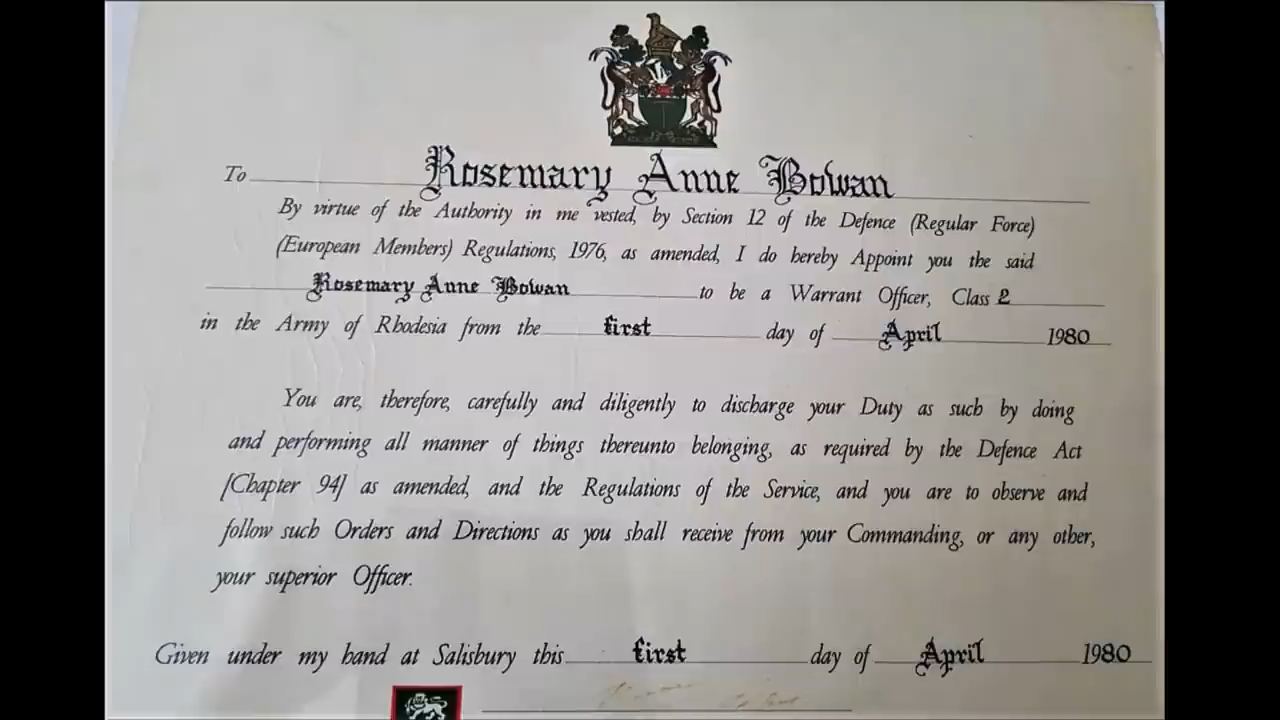 To Rosemary Anne Bowan
By virtue of the Authority in me vested, by Section 12 of the Defence (Regular Force)
(European Members) Regulations, 1976, as amended, I do hereby Appoint you the said
Rosemary Anne Bowan to be a Warrant Officer, Class 2
in the Army of Rhodesia from the first day of April 1980
You are, therefore, carefully and diligently to discharge your Duty as such by doing
and performing all manner of things thereunto belonging, as required by the Defence Act
[Chapter 94] as amended, and the Regulations of the Service, and you are to observe and
follow such Orders and Directions as you shall receive from your Commanding, or any other,
your superior Officer.
Given under my hand at Salisbury this first day of April 1980